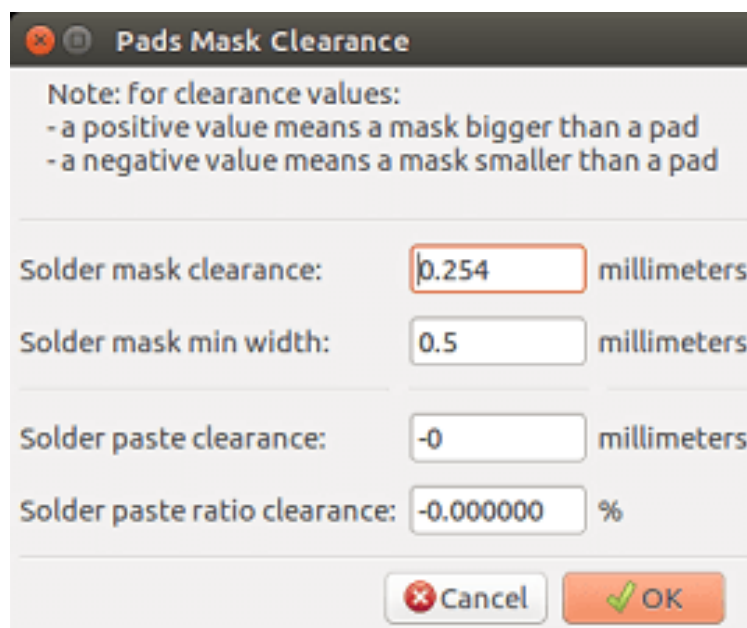 Pads Mask Clearance
Note: for clearance values:
- a positive value means a mask bigger than a pad
- a negative value means a mask smaller than a pad
Solder mask clearance: 0.254 millimeters
Solder mask min width: 0.5 millimeters
Solder paste clearance: -0 millimeters
Solder paste ratio clearance: -0.000000 %
Cancel OK